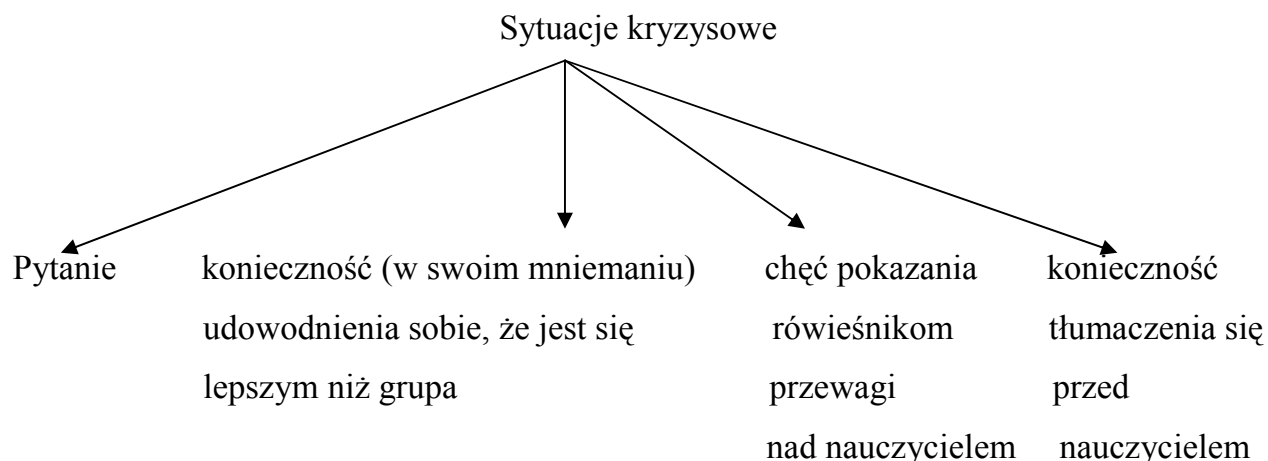 Sytuacje kryzysowe
Pytanie
konieczność (w swoim mniemaniu)
udowodnienia sobie, że jest się
lepszym niż grupa
chęć pokazania
rówieśnikom
przewagi
nad nauczycielem
konieczność
tłumaczenia się
przed
nauczycielem